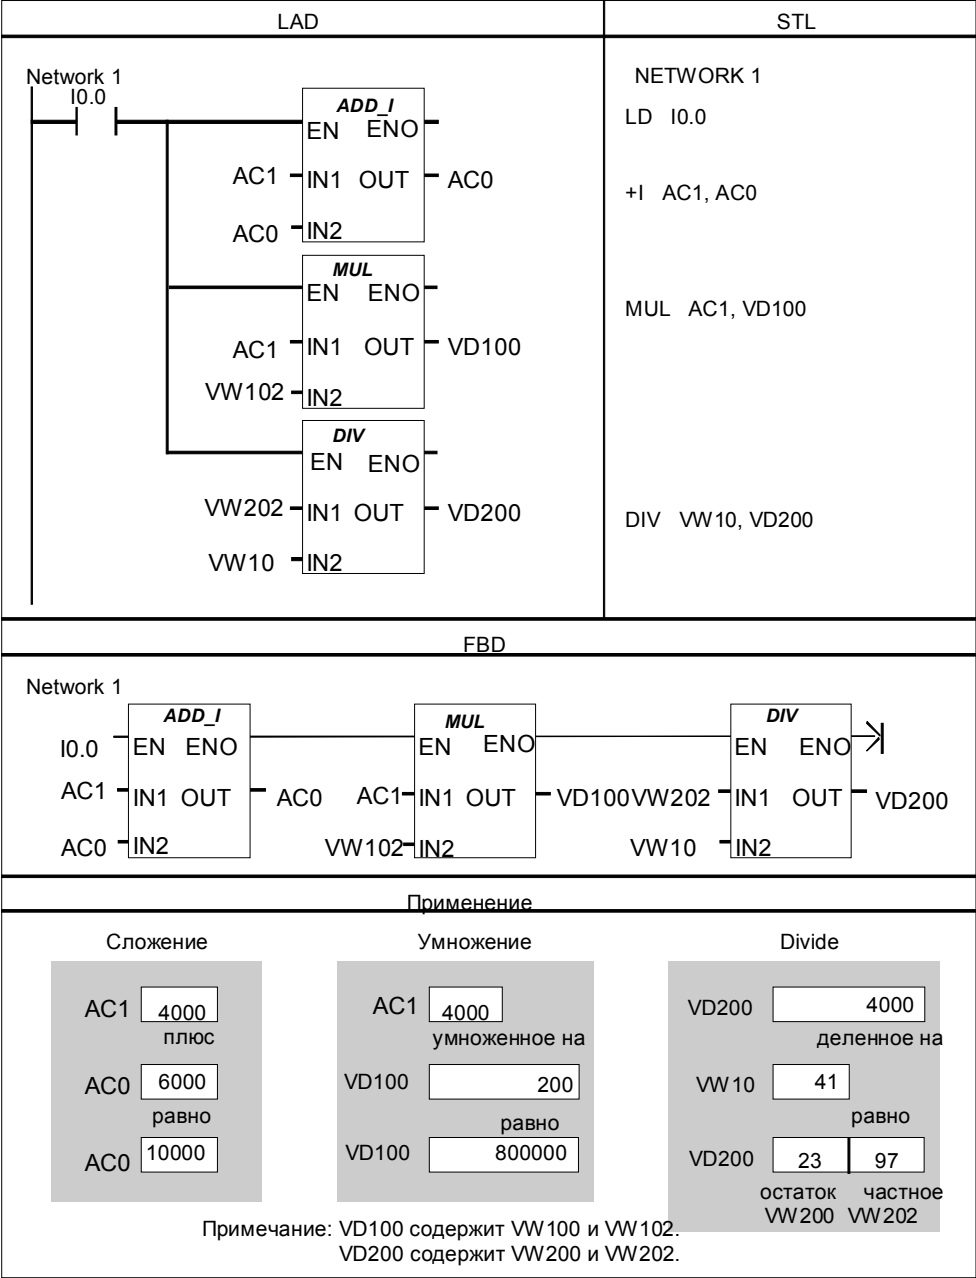 LAD
STL
Network 1
I0.0
ADD_I
EN ENO
AC1 IN1 OUT AC0
AC0 IN2
MUL
EN ENO
AC1 IN1 OUT VD100
VW102 IN2
DIV
EN ENO
VW202 IN1 OUT VD200
VW10 IN2
NETWORK 1
LD I0.0
+I AC1, AC0
MUL AC1, VD100
DIV VW10, VD200
FBD
Network 1
ADD_I
I0.0 EN ENO
AC1 IN1 OUT AC0
AC0 IN2
MUL
EN ENO
AC1 IN1 OUT VD100
VW102 IN2
DIV
EN ENO
VW202 IN1 OUT VD200
VW10 IN2
Применение
Сложение
AC1 4000
плюс
AC0 6000
равно
AC0 10000
Умножение
AC1 4000
умноженное на
VD100 200
равно
VD100 800000
Divide
VD200 4000
деленное на
VW10 41
равно
VD200 23 97
остаток частное
VW200 VW202
Примечание: VD100 содержит VW100 и VW102.
VD200 содержит VW200 и VW202.